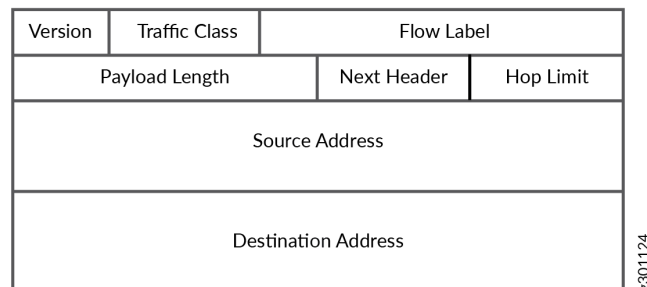 Version Traffic Class Flow Label
Payload Length Next Header Hop Limit
Source Address
Destination Address